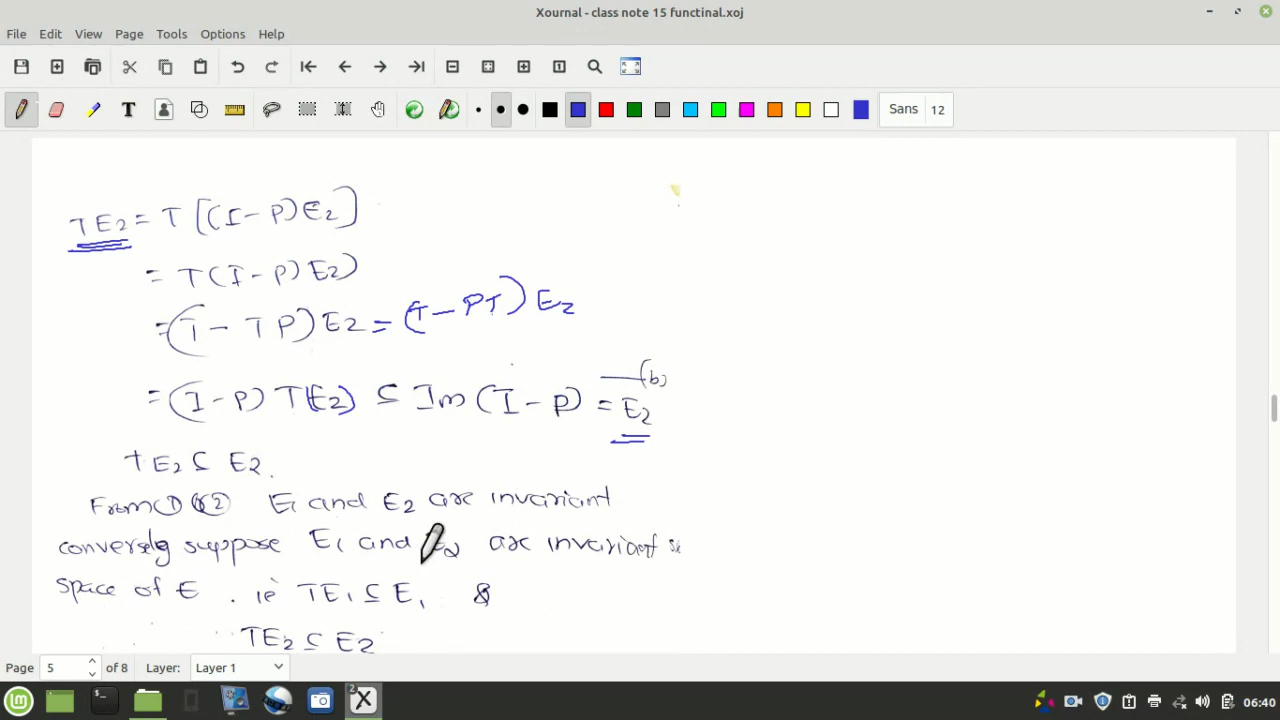 Xournal - class note 15 functinal.xoj
File Edit View Page Tools Options Help
Sans 12
TE2 = T[(I-P)E2]
= T(I-P)E2)
= (T - TP)E2 = (T - PT)E2
= (I-P)T(E2) ⊆ Im(I-P) = E2 —(b)
TE2 ⊆ E2.
From ① & ② E1 and E2 are invariant
conversely suppose E1 and E2 are invariant
space of E. ie TE1 ⊆ E1 &
TE2 ⊆ E2
Page 5 of 8 Layer: Layer 1
2
06:40